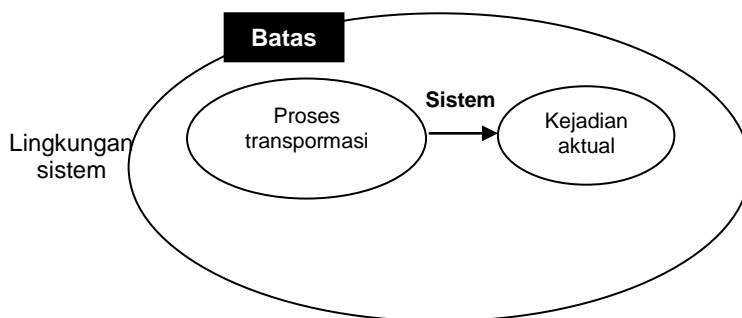 Batas
Sistem
Proses
transpormasi
Kejadian
aktual
Lingkungan
sistem